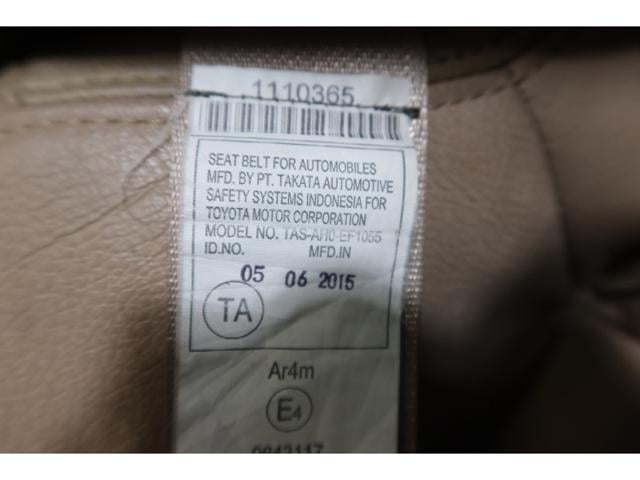 1110365
SEAT BELT FOR AUTOMOBILES
MFD. BY PT. TAKATA AUTOMOTIVE
SAFETY SYSTEMS INDONESIA FOR
TOYOTA MOTOR CORPORATION
MODEL NO. TAS-AH0-EF1055
ID.NO. MFD.IN
05 06 2015
TA
Ar4m
E4